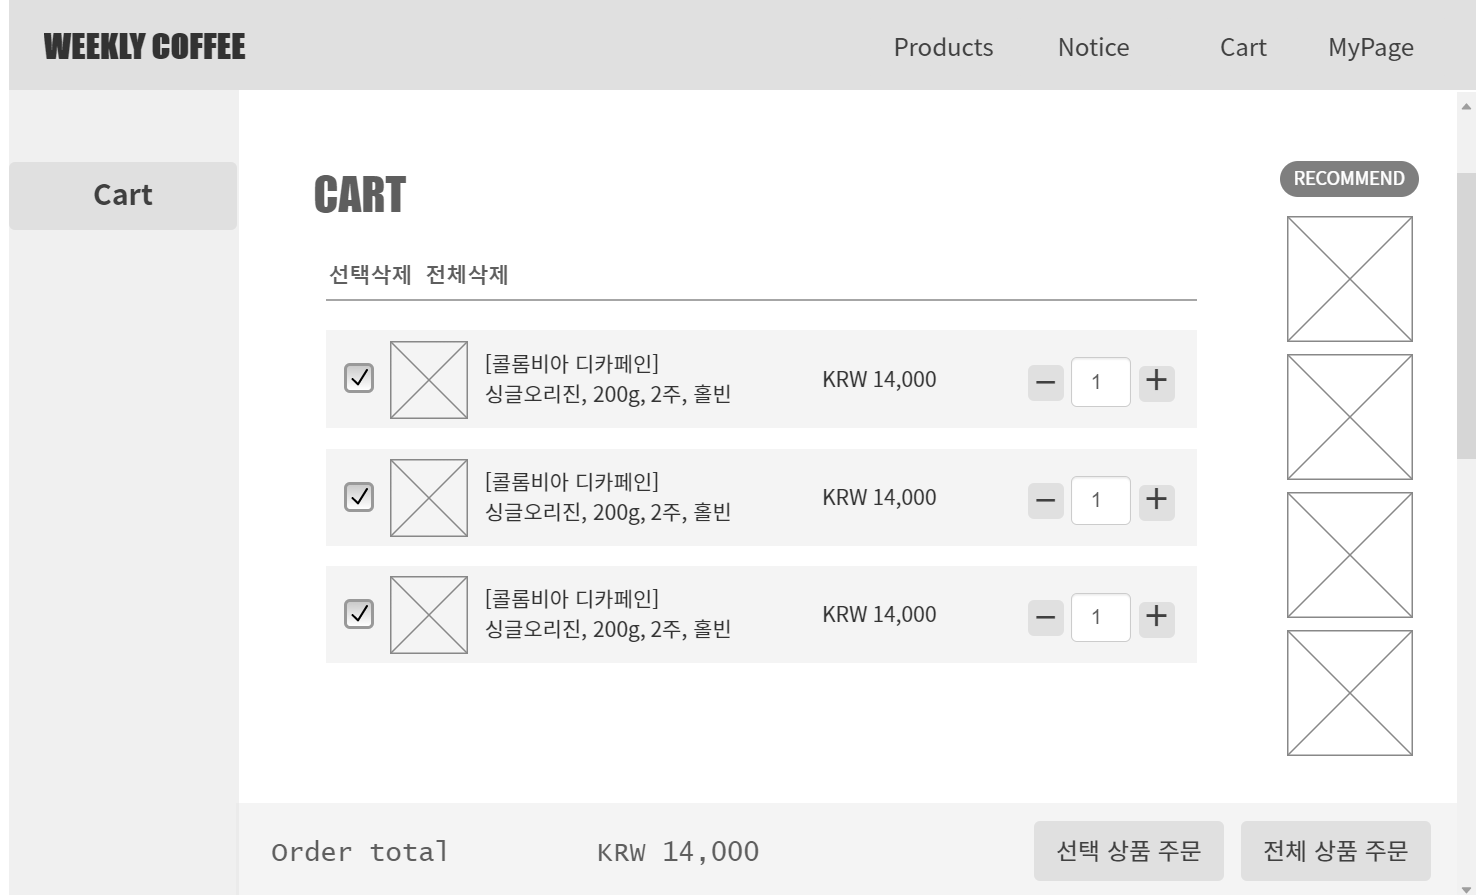 WEEKLY COFFEE
Products Notice Cart MyPage
Cart
CART
선택삭제 전체삭제
[콜롬비아 디카페인]
싱글오리진, 200g, 2주, 홀빈
KRW 14,000
1
[콜롬비아 디카페인]
싱글오리진, 200g, 2주, 홀빈
KRW 14,000
1
[콜롬비아 디카페인]
싱글오리진, 200g, 2주, 홀빈
KRW 14,000
1
RECOMMEND
Order total KRW 14,000
선택 상품 주문 전체 상품 주문